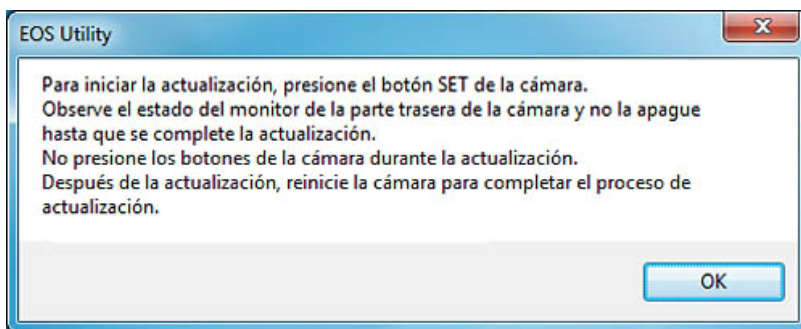 EOS Utility
Para iniciar la actualización, presione el botón SET de la cámara.
Observe el estado del monitor de la parte trasera de la cámara y no la apague
hasta que se complete la actualización.
No presione los botones de la cámara durante la actualización.
Después de la actualización, reinicie la cámara para completar el proceso de
actualización.
OK